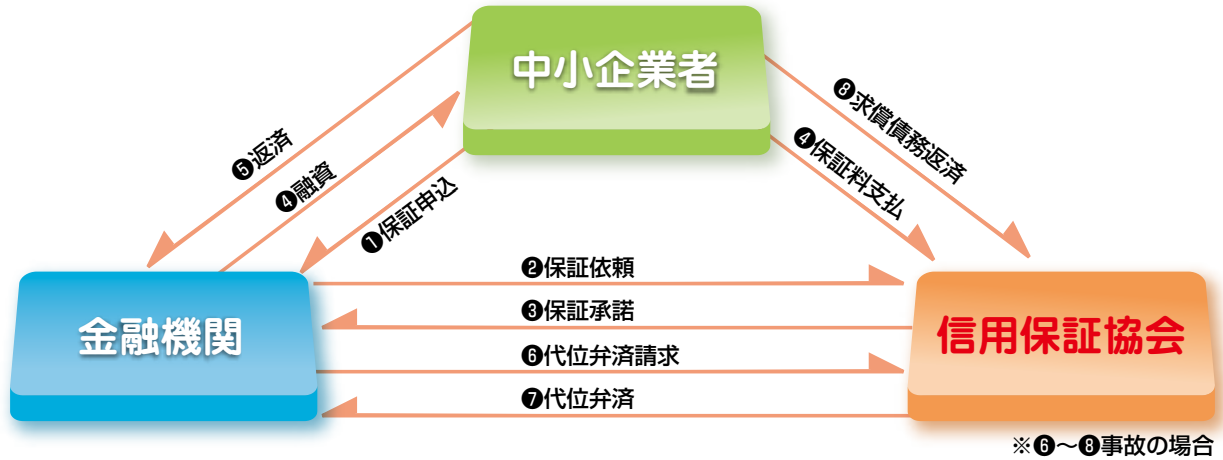 中小企業者
❺返済
❹融資
❶保証申込
❽求償債務返済
❹保証料支払
❷保証依頼
❸保証承諾
❻代位弁済請求
❼代位弁済
金融機関
信用保証協会
※❻～❽事故の場合